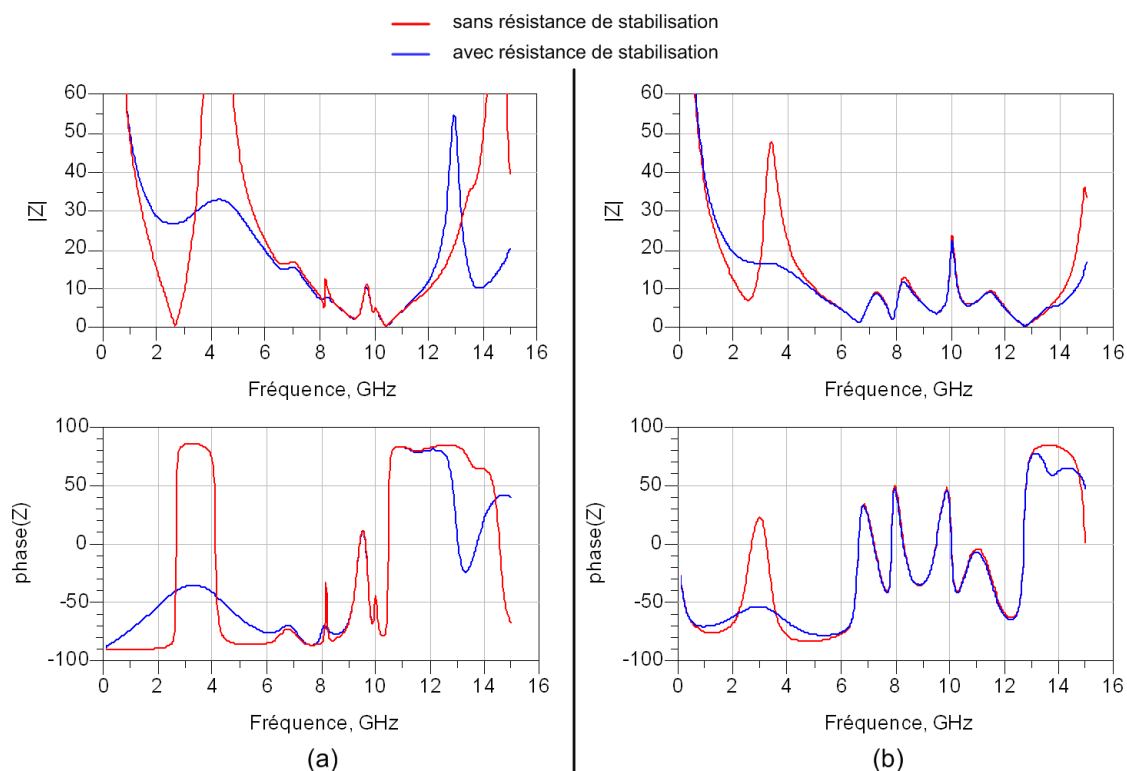 sans résistance de stabilisation
avec résistance de stabilisation
60
50
40
30
20
10
0
|Z|
0 2 4 6 8 10 12 14 16
Fréquence, GHz
100
50
0
-50
-100
phase(Z)
0 2 4 6 8 10 12 14 16
Fréquence, GHz
(a)
60
50
40
30
20
10
0
|Z|
0 2 4 6 8 10 12 14 16
Fréquence, GHz
100
50
0
-50
-100
phase(Z)
0 2 4 6 8 10 12 14 16
Fréquence, GHz
(b)